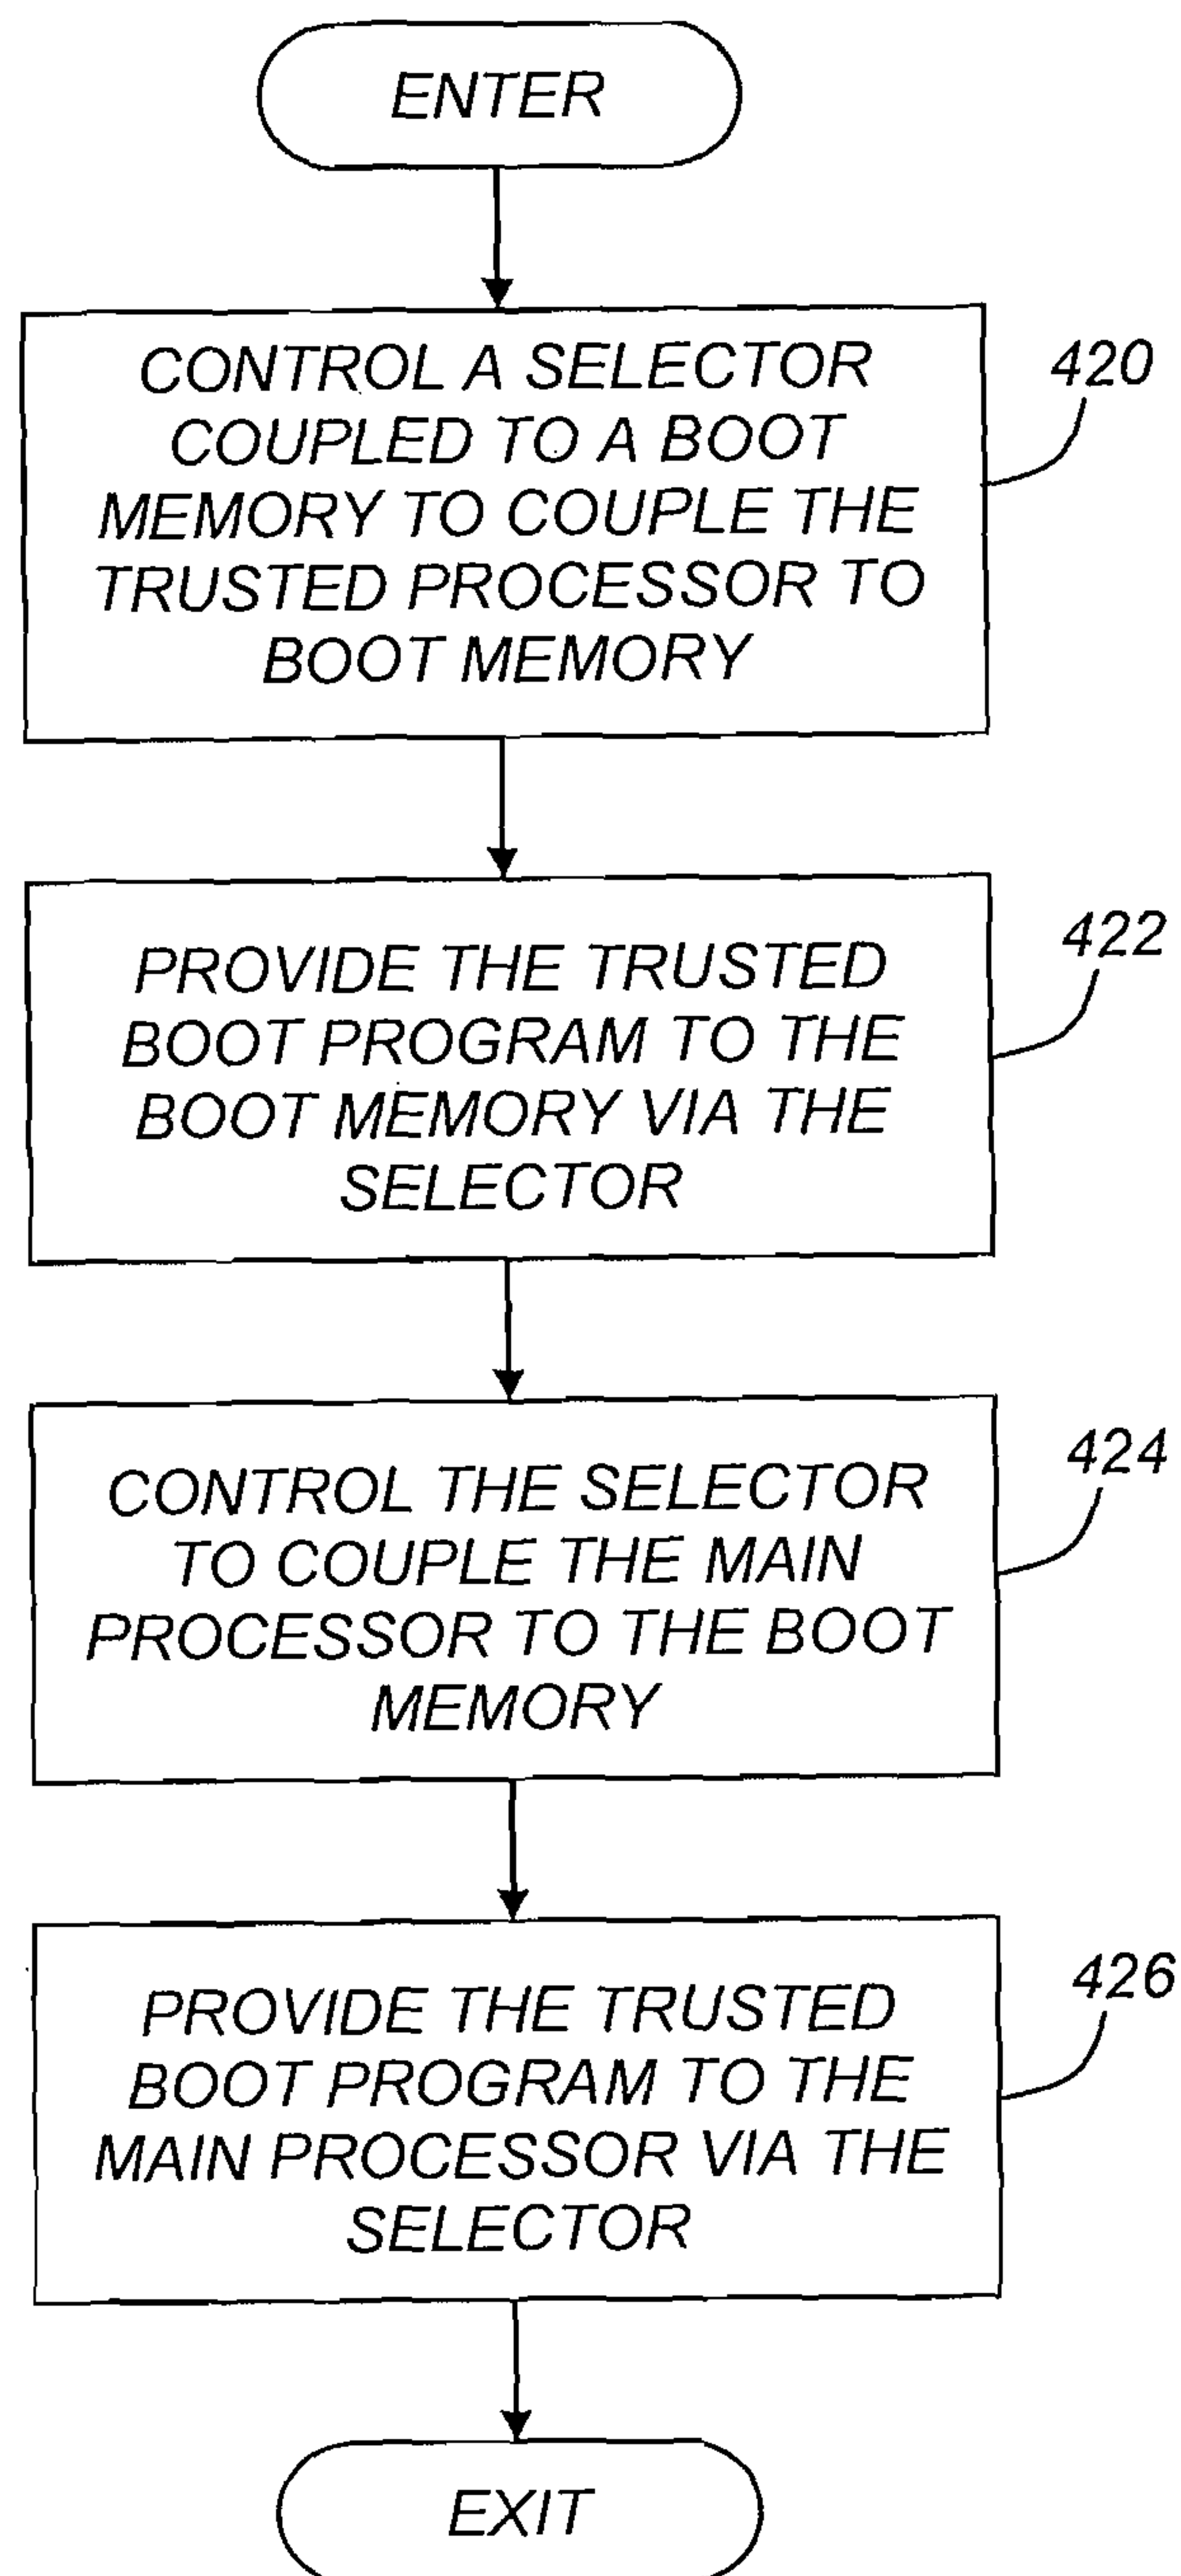 ENTER
CONTROL A SELECTOR
COUPLED TO A BOOT
MEMORY TO COUPLE THE
TRUSTED PROCESSOR TO
BOOT MEMORY
420
PROVIDE THE TRUSTED
BOOT PROGRAM TO THE
BOOT MEMORY VIA THE
SELECTOR
422
CONTROL THE SELECTOR
TO COUPLE THE MAIN
PROCESSOR TO THE BOOT
MEMORY
424
PROVIDE THE TRUSTED
BOOT PROGRAM TO THE
MAIN PROCESSOR VIA THE
SELECTOR
426
EXIT